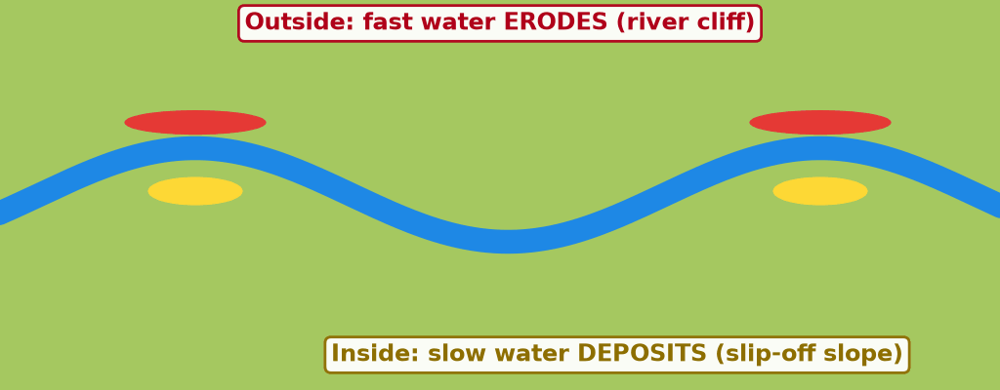 Outside: fast water ERODES (river cliff)
Inside: slow water DEPOSITS (slip-off slope)